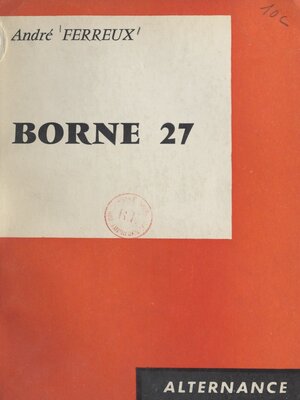 10c
André FERREUX
BORNE 27
ALTERNANCE